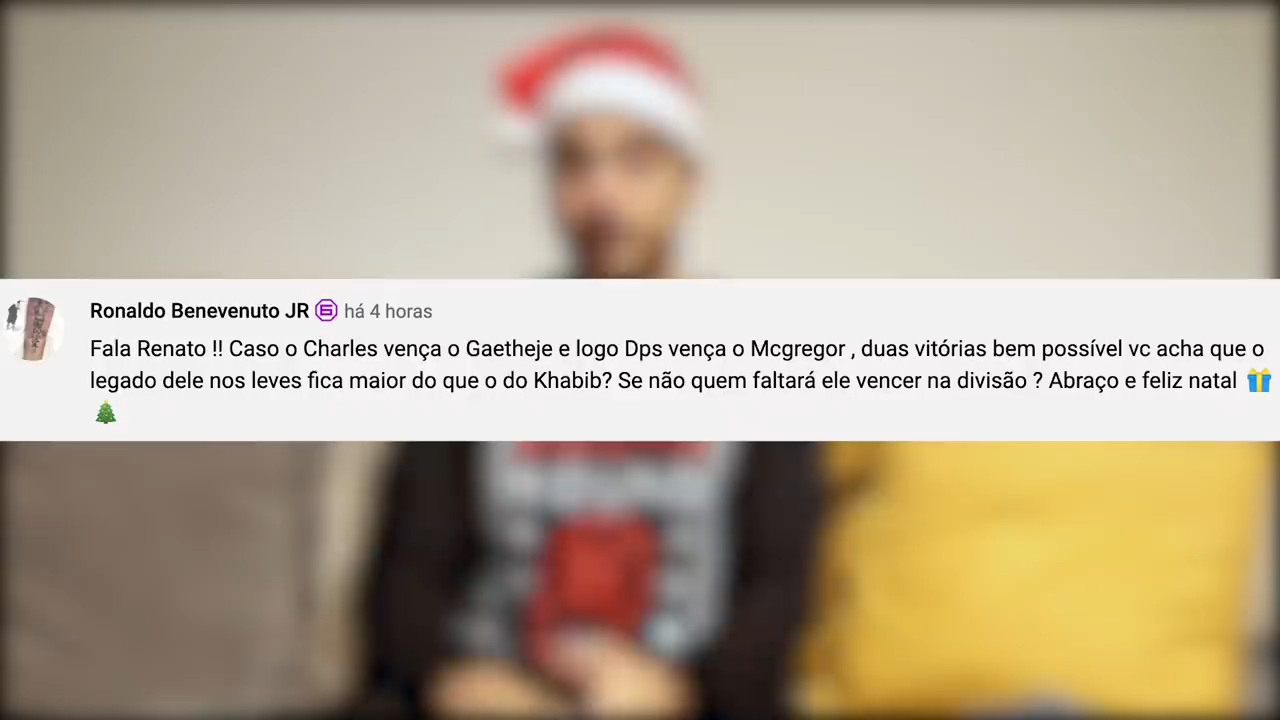 Ronaldo Benevenuto JR há 4 horas
Fala Renato !! Caso o Charles vença o Gaetheje e logo Dps vença o Mcgregor , duas vitórias bem possível vc acha que o
legado dele nos leves fica maior do que o do Khabib? Se não quem faltará ele vencer na divisão ? Abraço e feliz natal 🎁
🎄